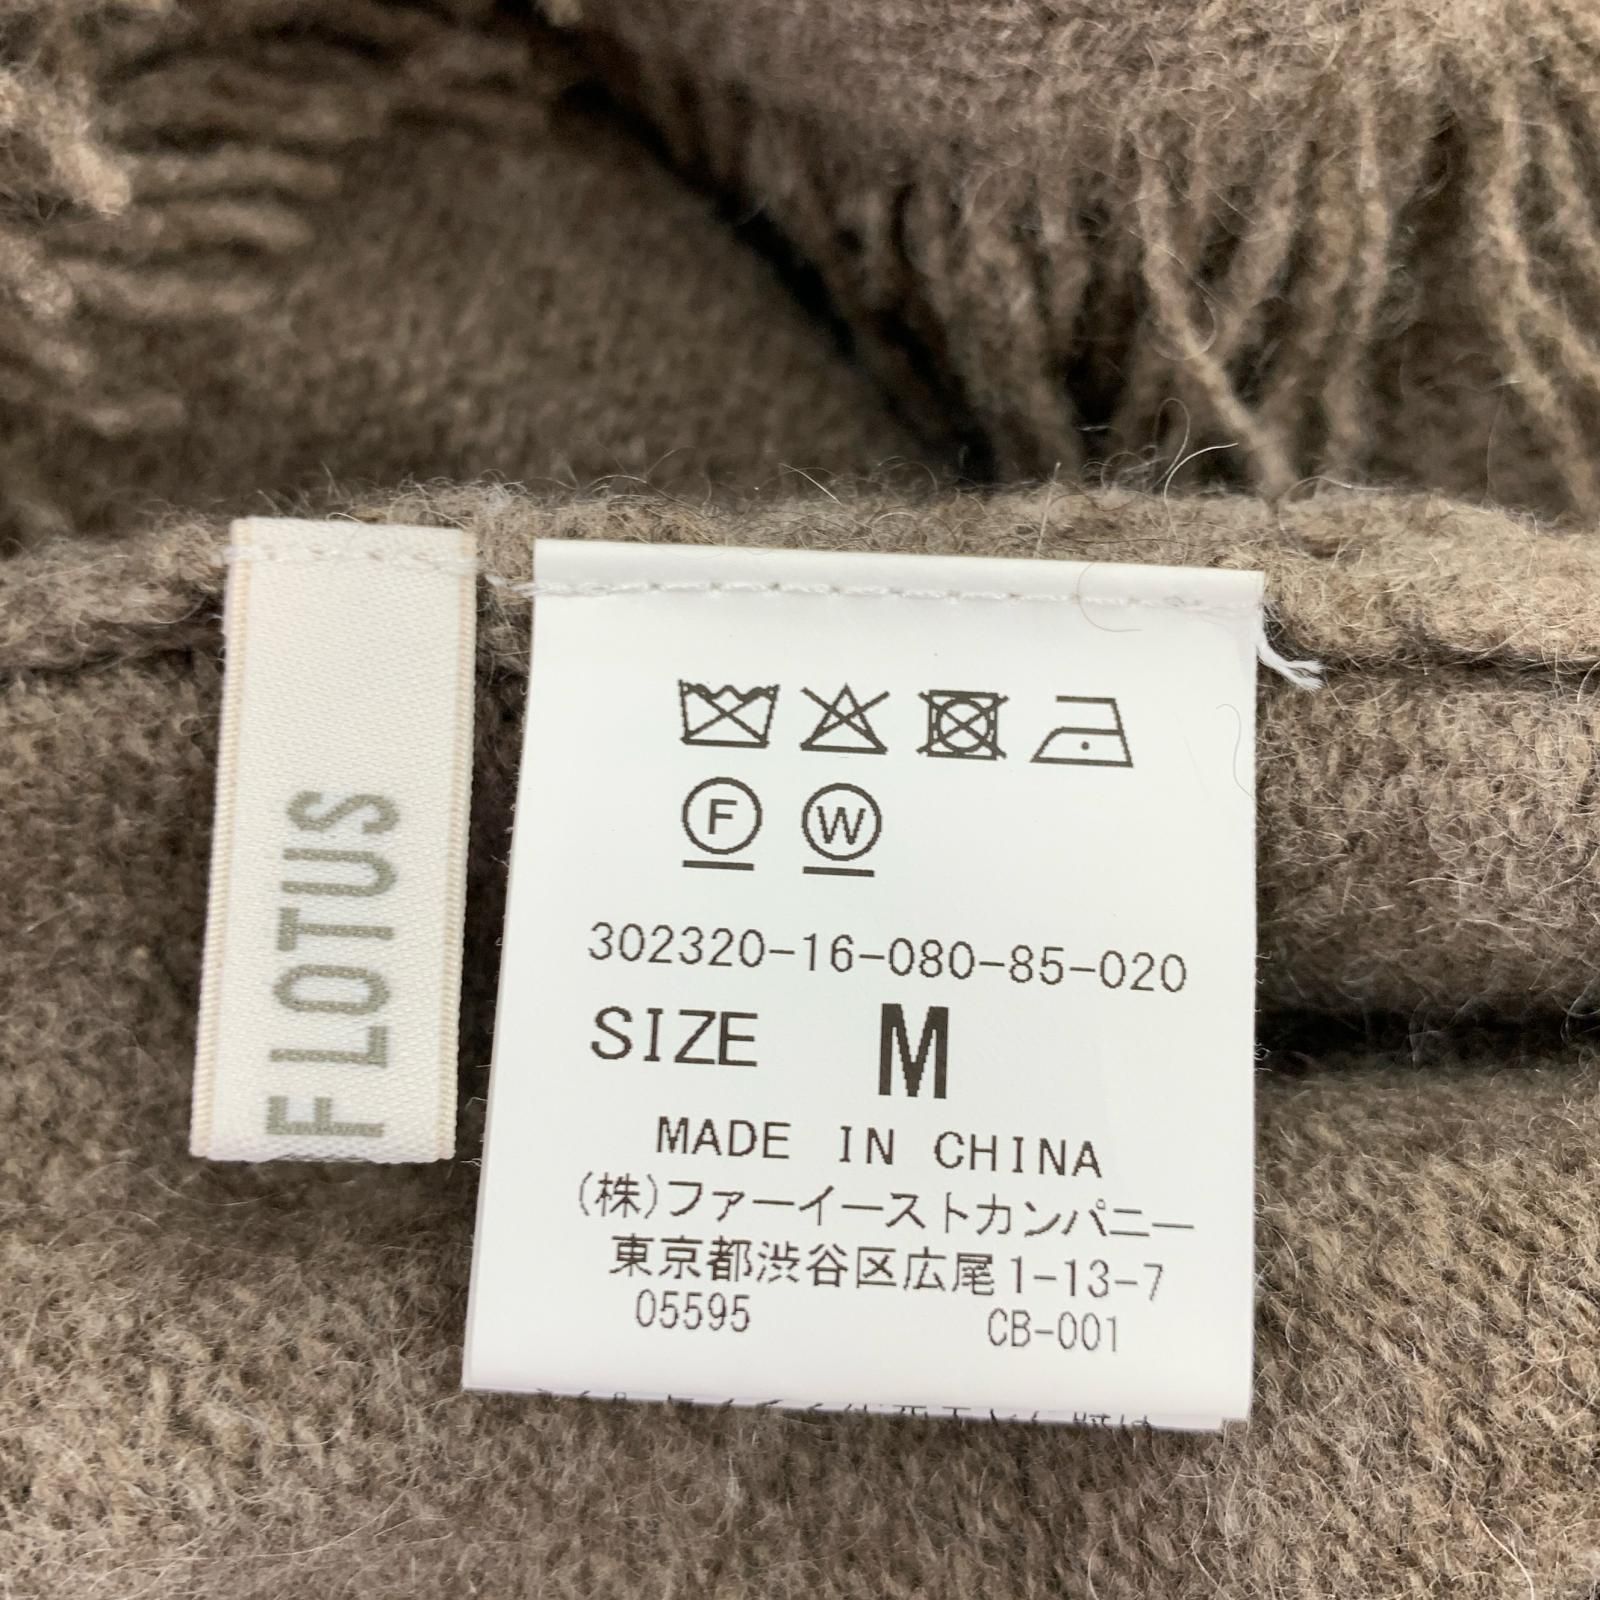 FLOTUS
F
W
302320-16-080-85-020
SIZE M
MADE IN CHINA
(株)ファーイーストカンパニー
東京都渋谷区広尾1-13-7
05595 CB-001